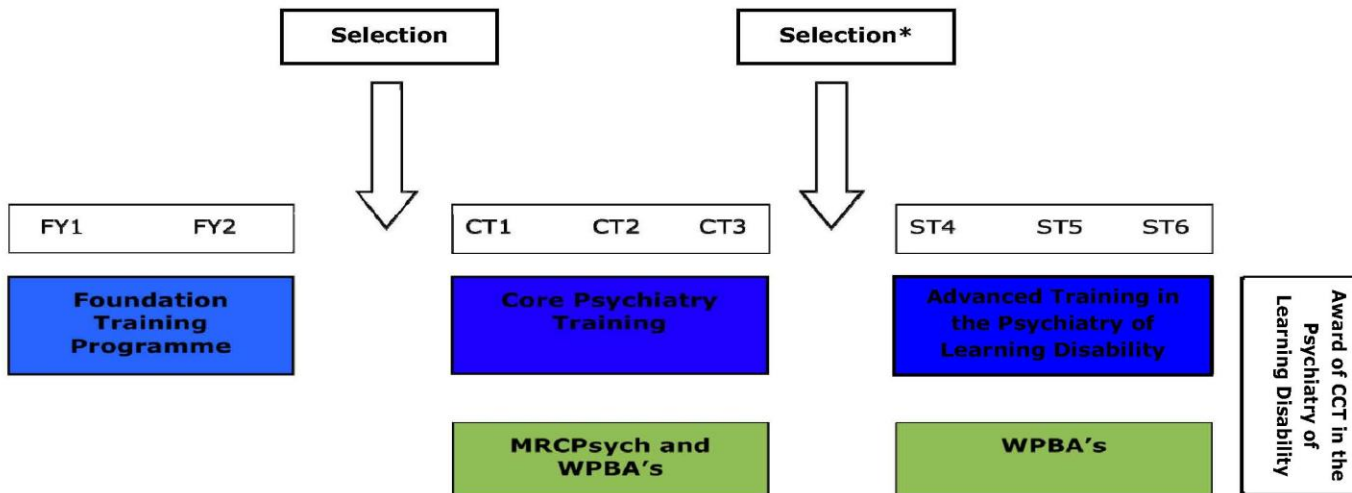 Selection
Selection*
FY1 FY2
CT1 CT2 CT3
ST4 ST5 ST6
Foundation
Training
Programme
Core Psychiatry
Training
Advanced Training in
the Psychiatry of
Learning Disability
MRCPsych and
WPBA’s
WPBA’s
Award of CCT in the
Psychiatry of
Learning Disability